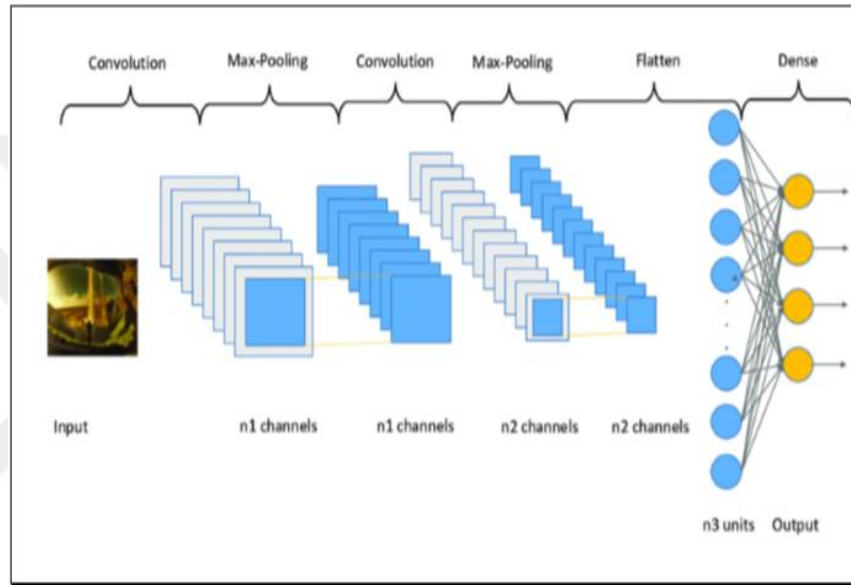 Convolution Max-Pooling Convolution Max-Pooling Flatten Dense
Input n1 channels n1 channels n2 channels n2 channels
n3 units Output